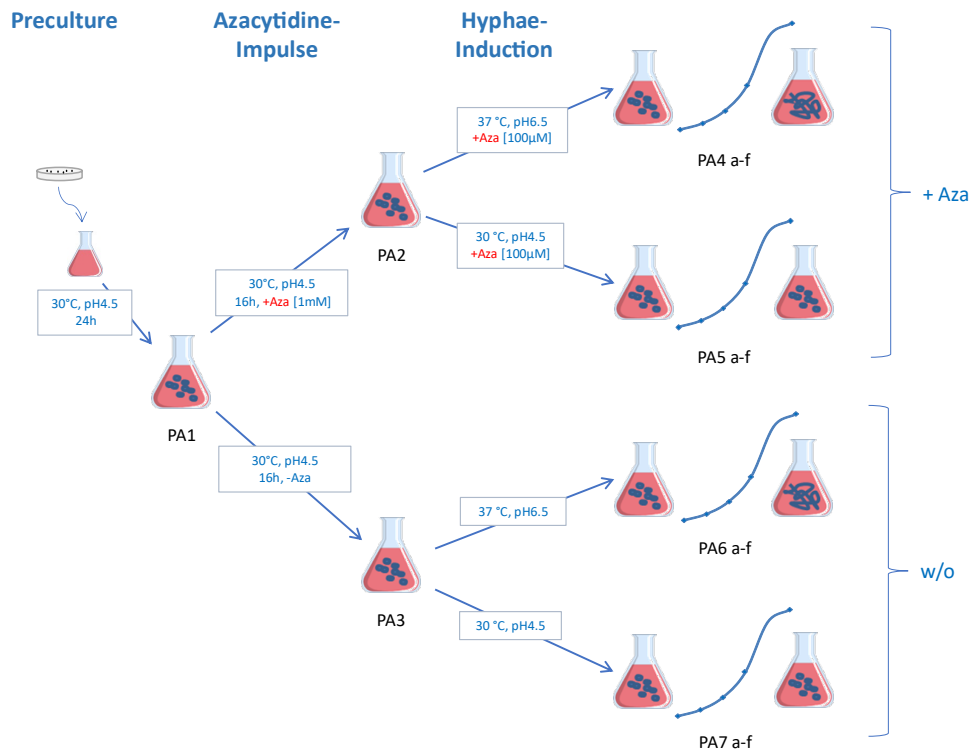 Preculture
Azacytidine-
Impulse
Hyphae-
Induction
37 °C, pH6.5
+Aza [100µM]
PA4 a-f
+ Aza
PA2
30 °C, pH4.5
+Aza [100µM]
30°C, pH4.5
16h, +Aza [1mM]
30°C, pH4.5
24h
PA5 a-f
PA1
30°C, pH4.5
16h, -Aza
37 °C, pH6.5
PA6 a-f
w/o
PA3
30 °C, pH4.5
PA7 a-f